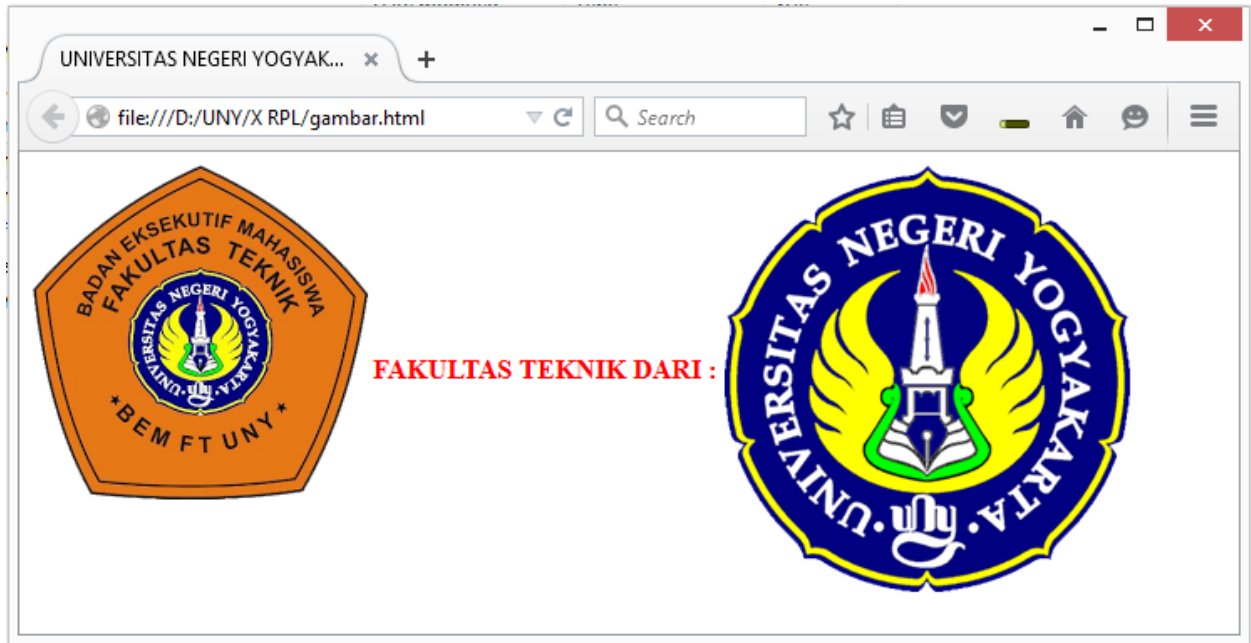 UNIVERSITAS NEGERI YOGYAK...
file:///D:/UNY/X RPL/gambar.html
Search
BADAN EKSEKUTIF MAHASISWA
FAKULTAS TEKNIK
UNIVERSITAS NEGERI YOGYAKARTA
BEM FT UNY
FAKULTAS TEKNIK DARI :
UNIVERSITAS NEGERI YOGYAKARTA
uny